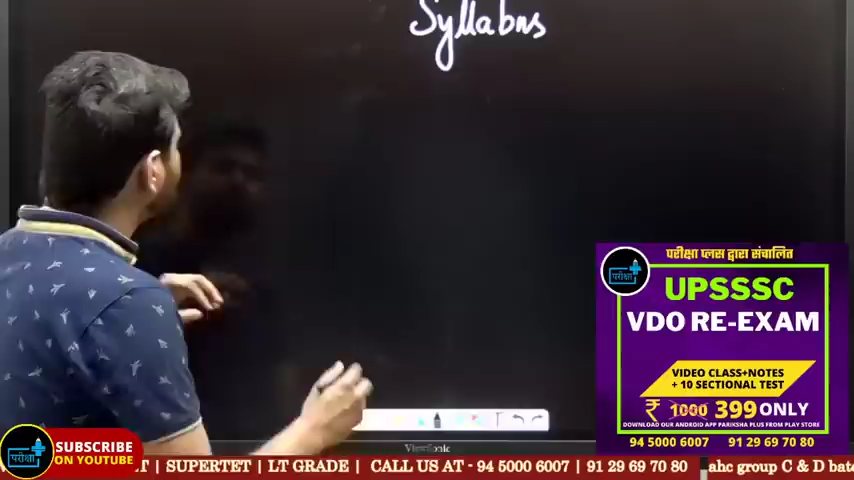 Syllabus
परीक्षा प्लस द्वारा संचालित
परीक्षा
UPSSSC
VDO RE-EXAM
VIDEO CLASS+NOTES
+ 10 SECTIONAL TEST
₹ 1000 399 ONLY
DOWNLOAD OUR ANDROID APP PARIKSHA PLUS FROM PLAY STORE
94 5000 6007 91 29 69 70 80
ViewSonic
परीक्षा
SUBSCRIBE
ON YOUTUBE
T | SUPERTET | LT GRADE | CALL US AT - 94 5000 6007 | 91 29 69 70 80 ahc group C & D bat